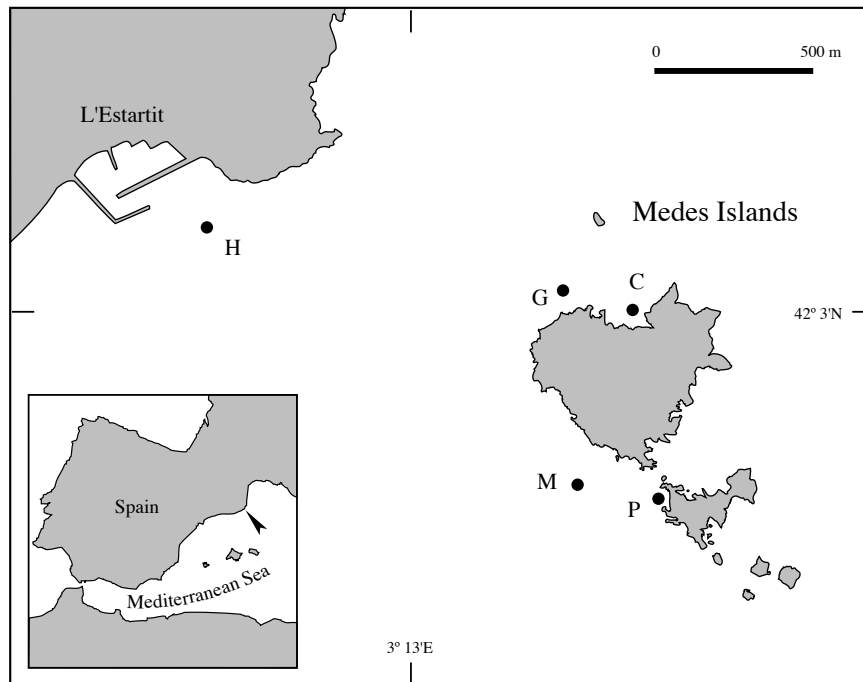 0 500 m
L'Estartit
Medes Islands
H
C
G
42º 3'N
M
P
Spain
Mediterranean Sea
3º 13'E